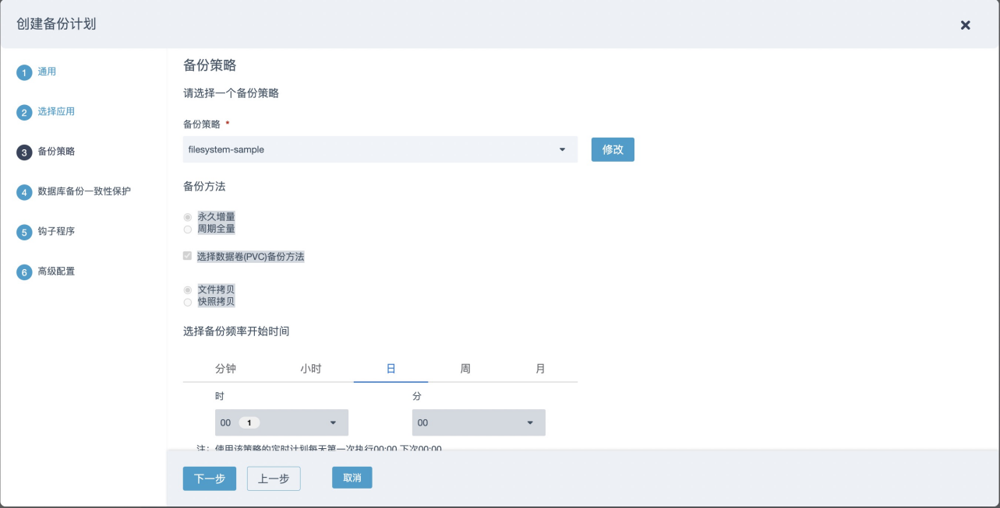 创建备份计划
1 通用
2 选择应用
3 备份策略
4 数据库备份一致性保护
5 钩子程序
6 高级配置
备份策略
请选择一个备份策略
备份策略 *
filesystem-sample
修改
备份方法
永久增量
周期全量
选择数据卷(PVC)备份方法
文件拷贝
快照拷贝
选择备份频率开始时间
分钟 小时 日 周 月
时 分
00 1 00
注：使用该策略的定时计划每天第一次执行00:00,下次00:00
下一步 上一步 取消